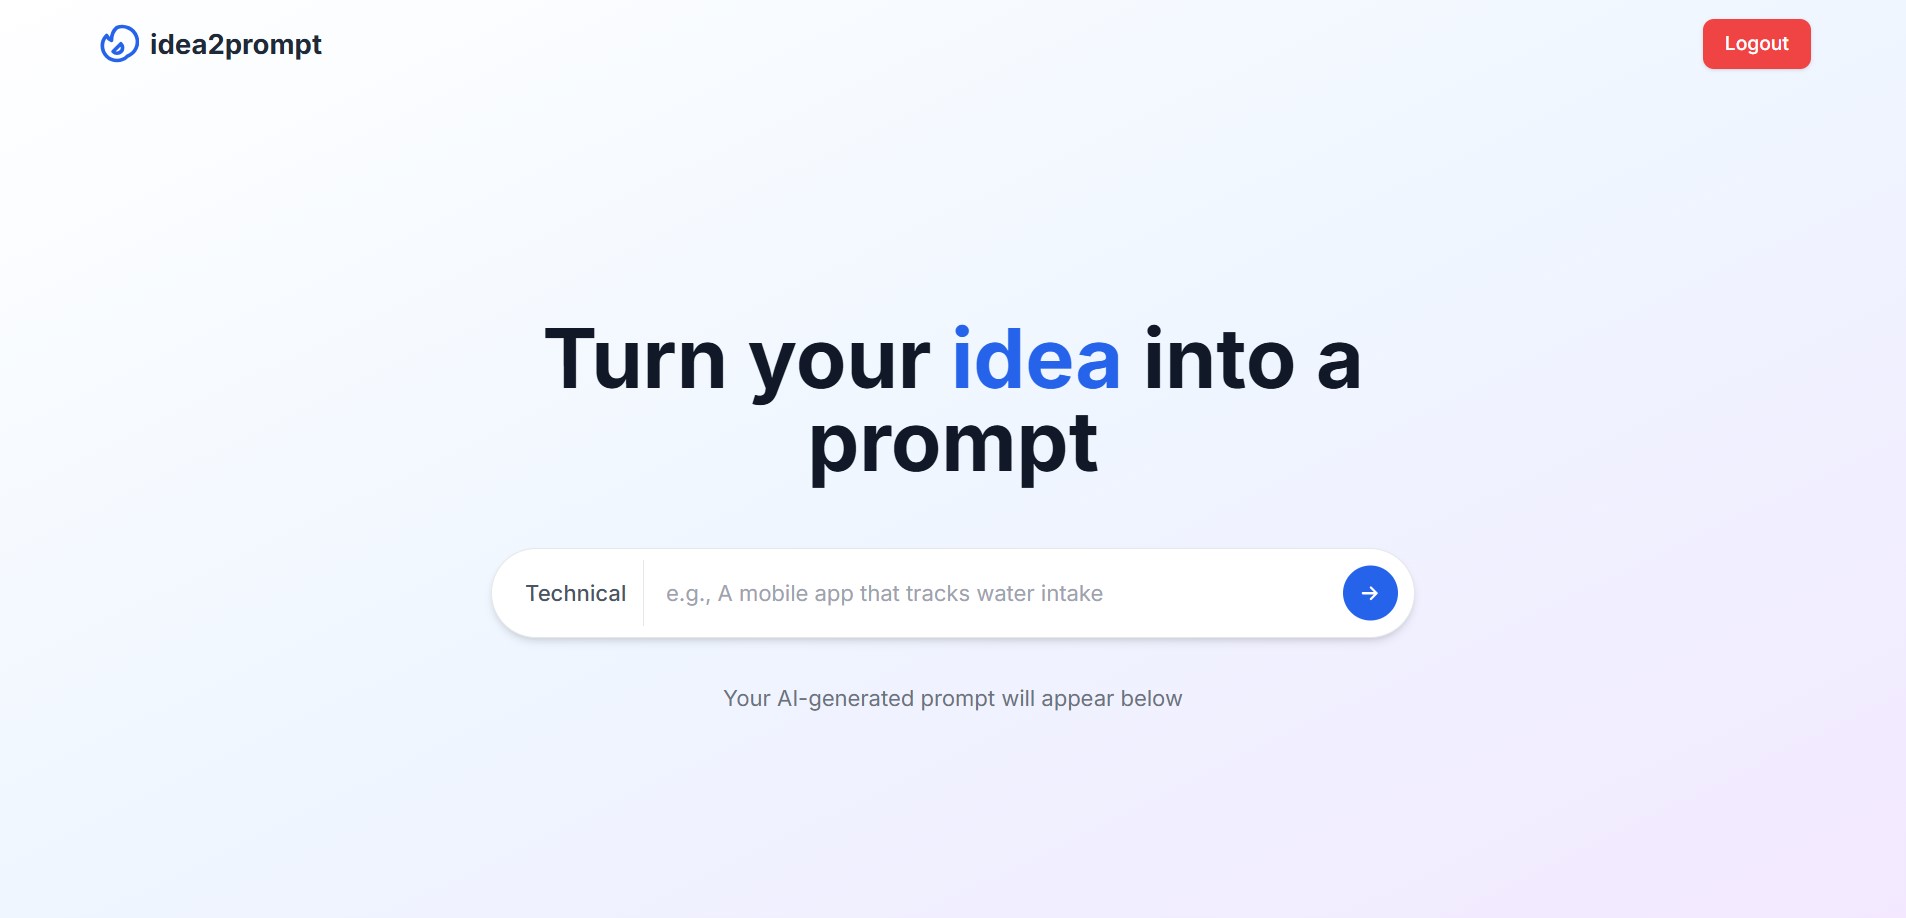 idea2prompt
Logout
Turn your idea into a
prompt
Technical
e.g., A mobile app that tracks water intake
Your AI-generated prompt will appear below